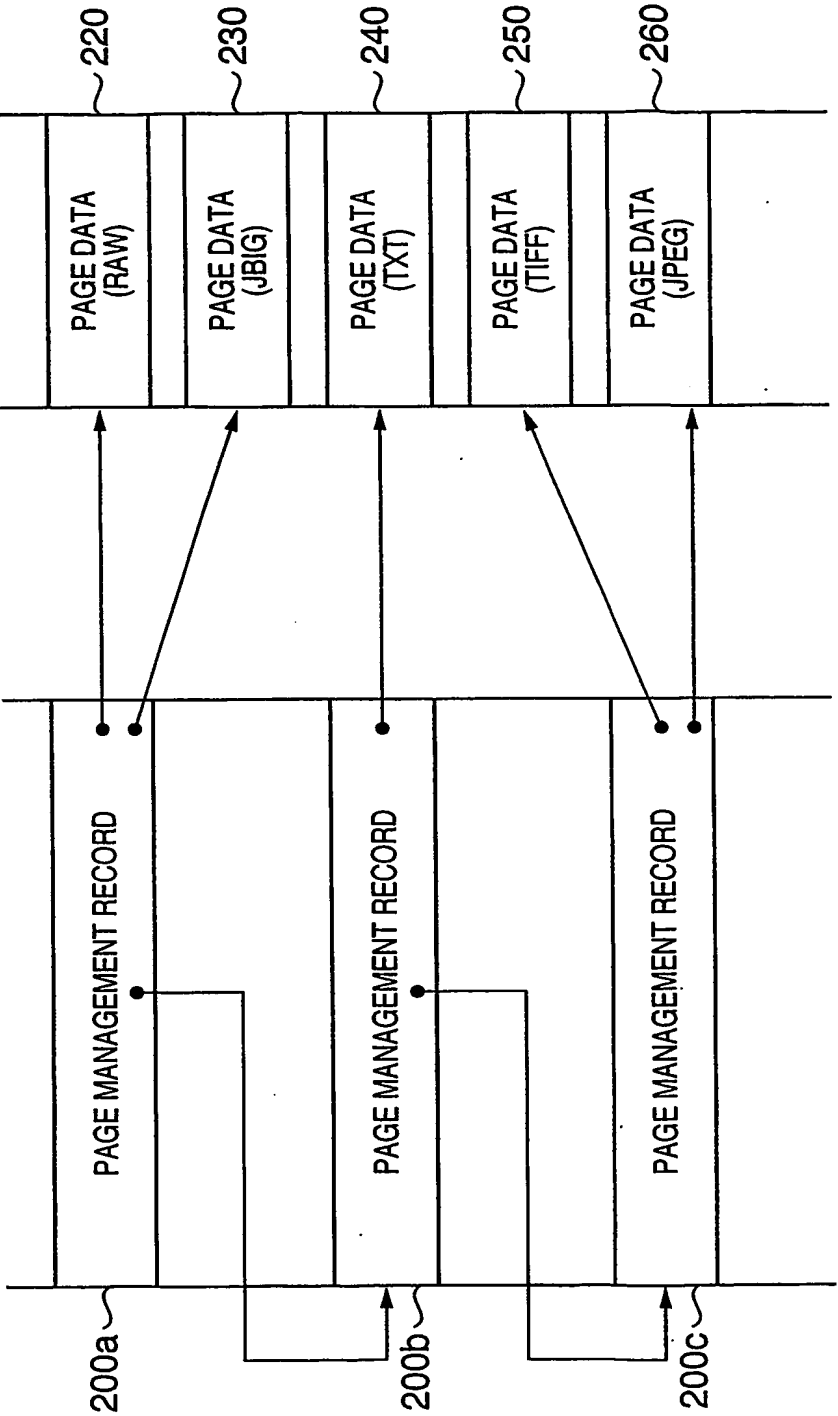 200a
PAGE MANAGEMENT RECORD
PAGE DATA
(RAW)
220
PAGE DATA
(JBIG)
230
200b
PAGE MANAGEMENT RECORD
PAGE DATA
(TXT)
240
PAGE DATA
(TIFF)
250
200c
PAGE MANAGEMENT RECORD
PAGE DATA
(JPEG)
260